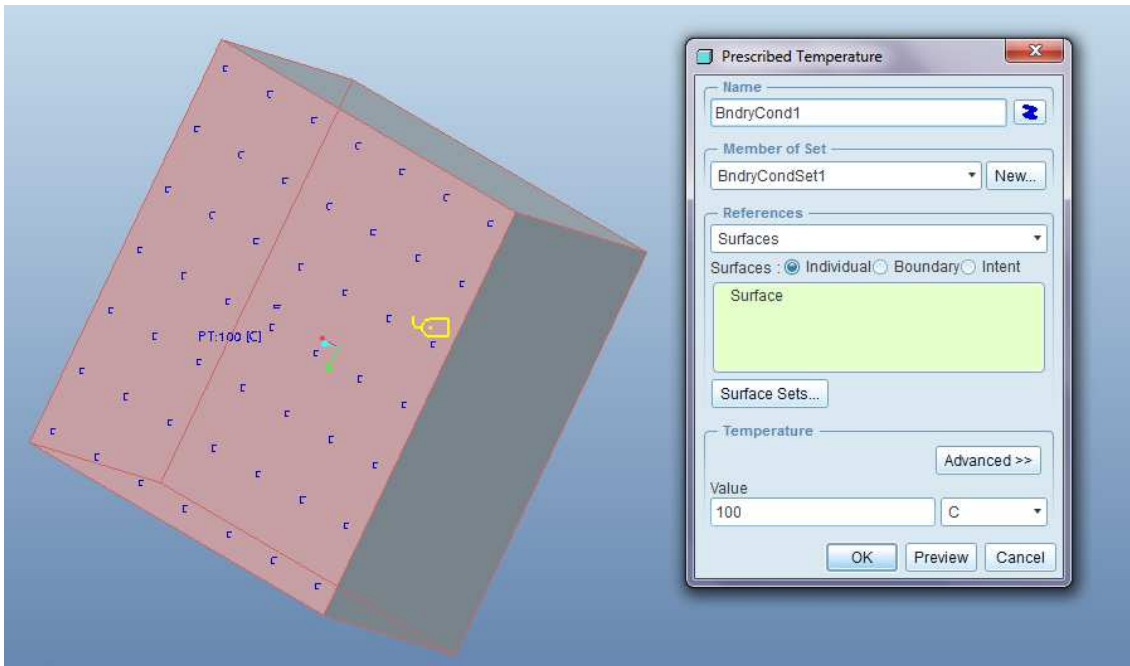 PT:100 [C]
Prescribed Temperature
Name
BndryCond1
Member of Set
BndryCondSet1
New...
References
Surfaces
Surfaces : Individual Boundary Intent
Surface
Surface Sets...
Temperature
Advanced >>
Value
100 C
OK Preview Cancel